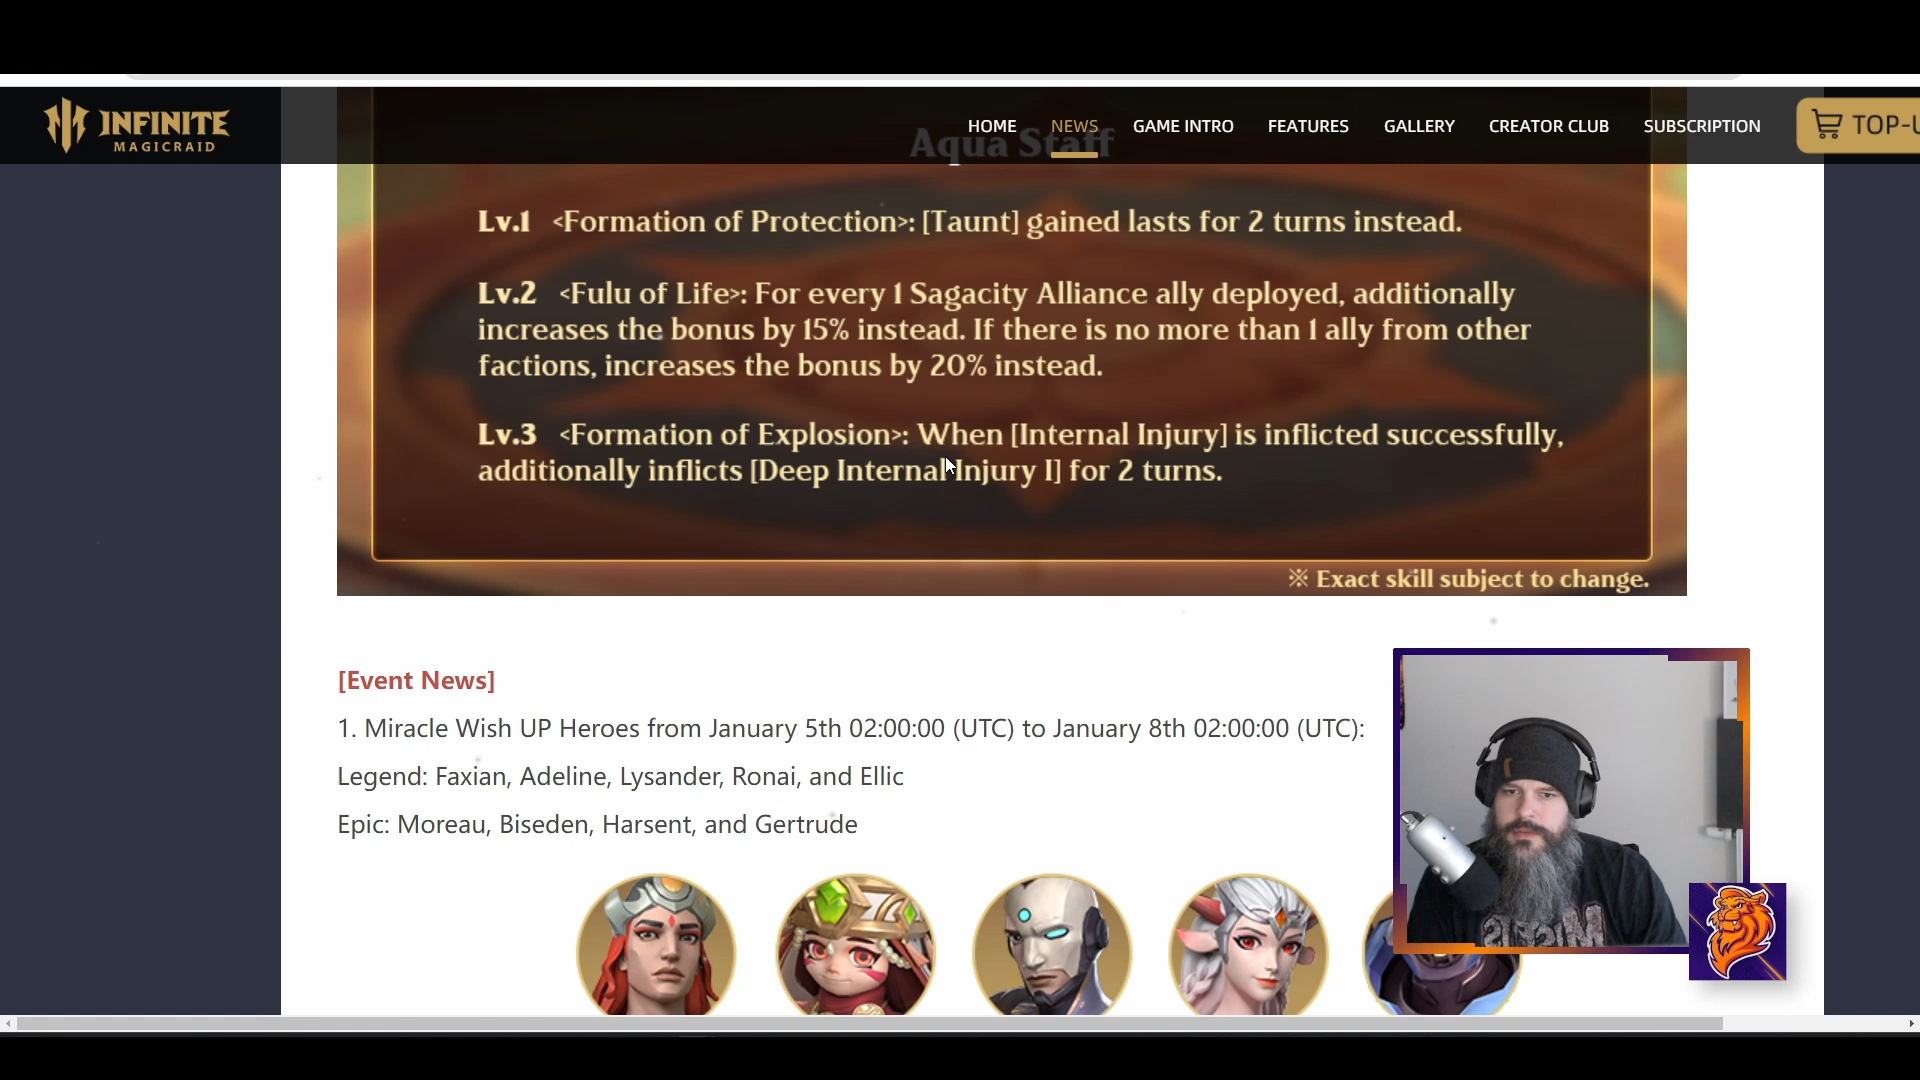 INFINITE
MAGICRAID
HOME
NEWS
GAME INTRO
FEATURES
GALLERY
CREATOR CLUB
SUBSCRIPTION
Aqua Staff
Lv.1 <Formation of Protection>: [Taunt] gained lasts for 2 turns instead.
Lv.2 <Fulu of Life>: For every 1 Sagacity Alliance ally deployed, additionally
increases the bonus by 15% instead. If there is no more than 1 ally from other
factions, increases the bonus by 20% instead.
Lv.3 <Formation of Explosion>: When [Internal Injury] is inflicted successfully,
additionally inflicts [Deep Internal Injury I] for 2 turns.
※ Exact skill subject to change.
[Event News]
1. Miracle Wish UP Heroes from January 5th 02:00:00 (UTC) to January 8th 02:00:00 (UTC):
Legend: Faxian, Adeline, Lysander, Ronai, and Ellic
Epic: Moreau, Biseden, Harsent, and Gertrude